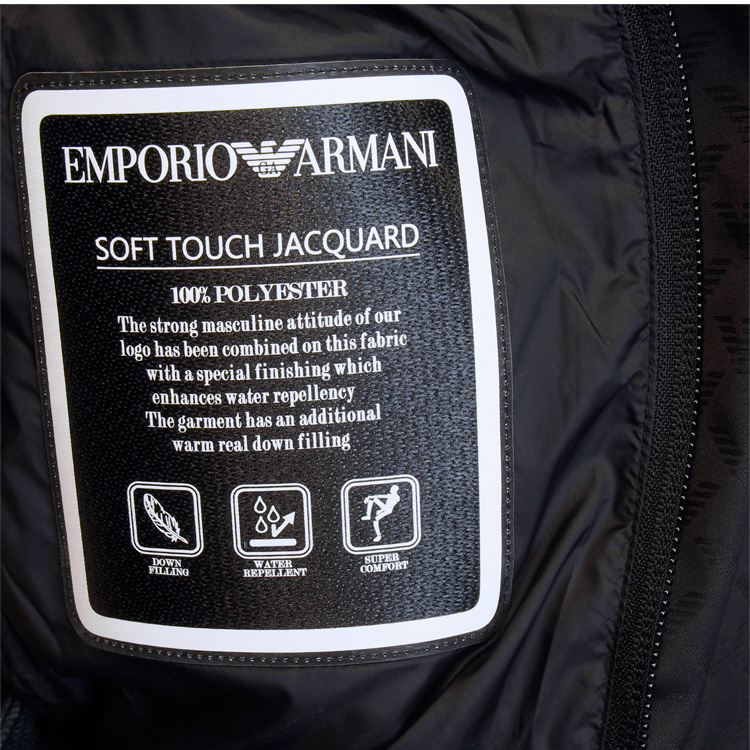 EMPORIO GA ARMANI
SOFT TOUCH JACQUARD
100% POLYESTER
The strong masculine attitude of our
logo has been combined on this fabric
with a special finishing which
enhances water repellency
The garment has an additional
warm real down filling
DOWN
FILLING
WATER
REPELLENT
SUPER
COMFORT